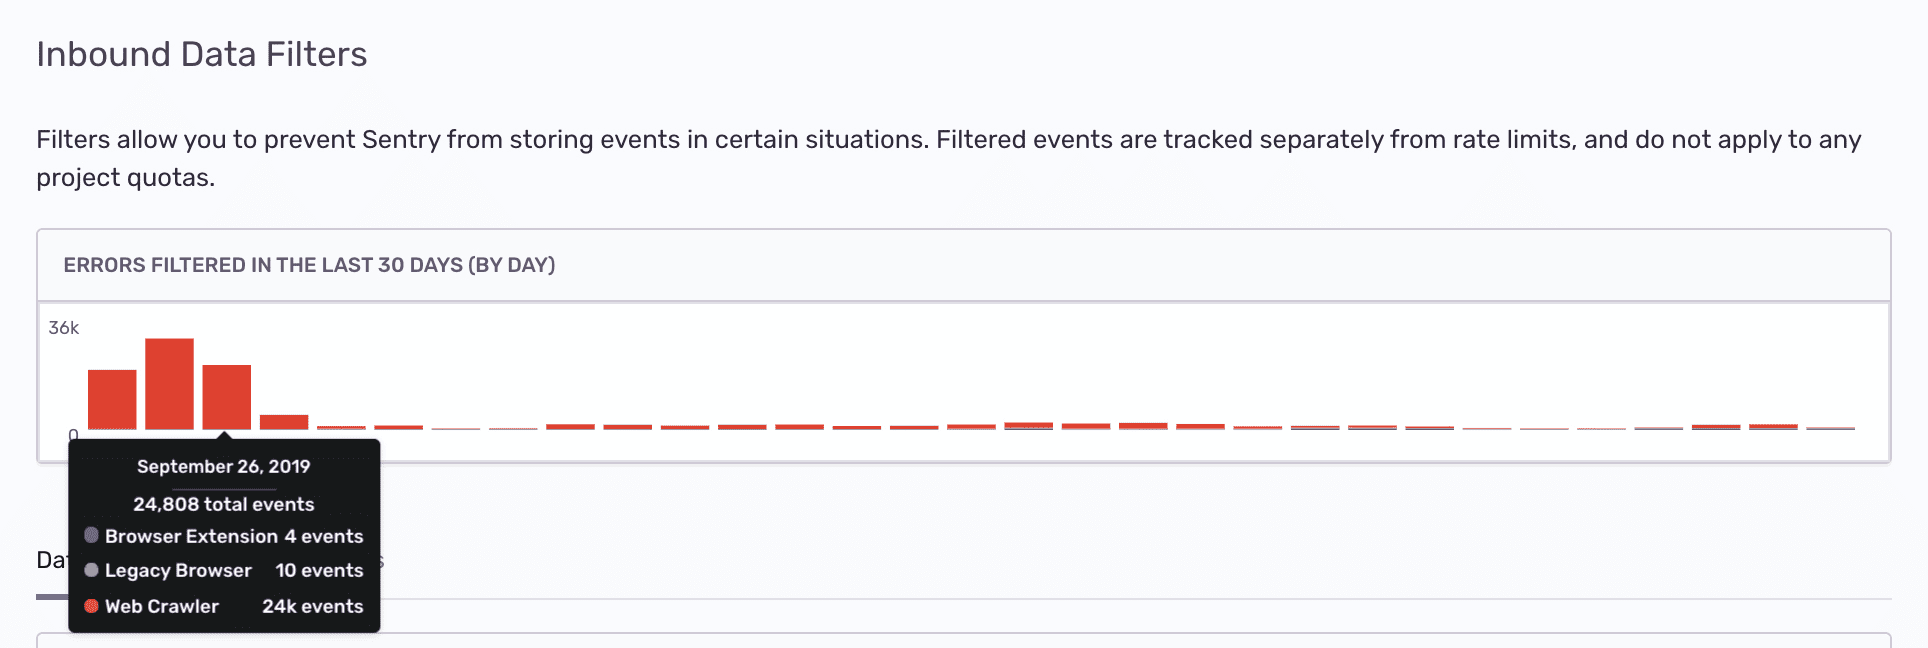 Inbound Data Filters
Filters allow you to prevent Sentry from storing events in certain situations. Filtered events are tracked separately from rate limits, and do not apply to any
project quotas.
ERRORS FILTERED IN THE LAST 30 DAYS (BY DAY)
36k
0
September 26, 2019
24,808 total events
Browser Extension 4 events
Legacy Browser 10 events
Web Crawler 24k events